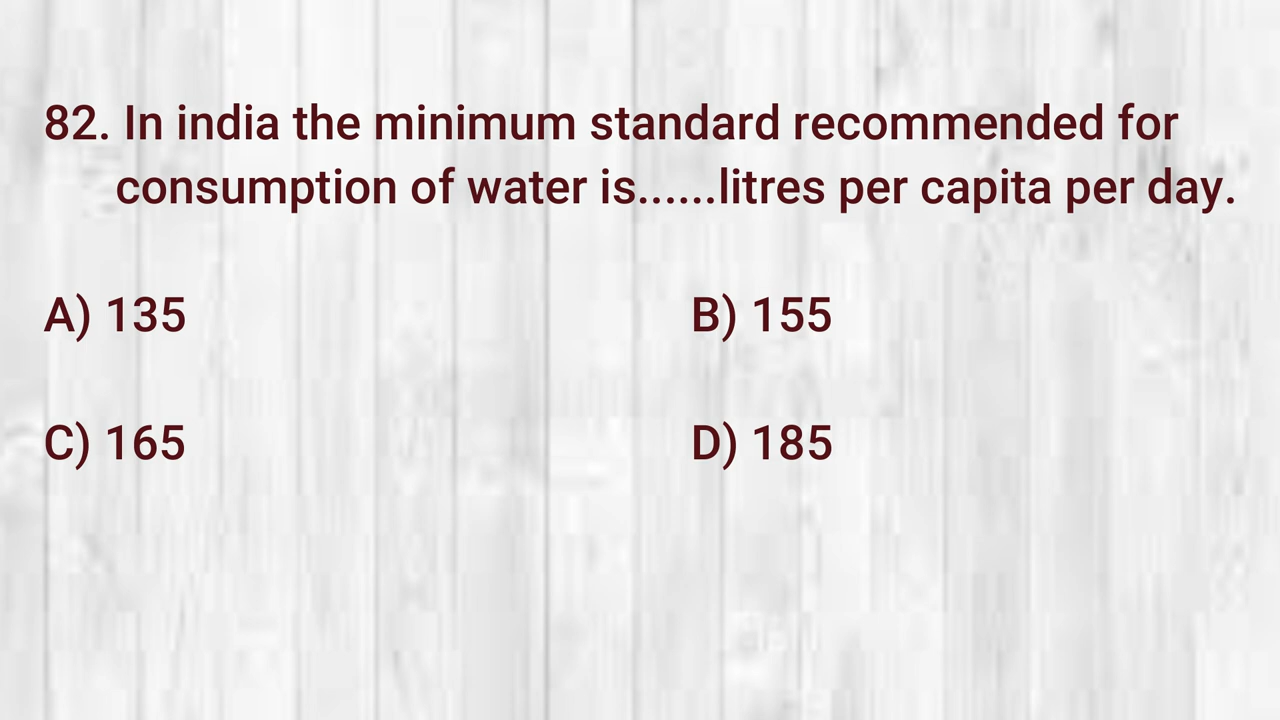 82. In india the minimum standard recommended for
consumption of water is......litres per capita per day.
A) 135 B) 155
C) 165 D) 185